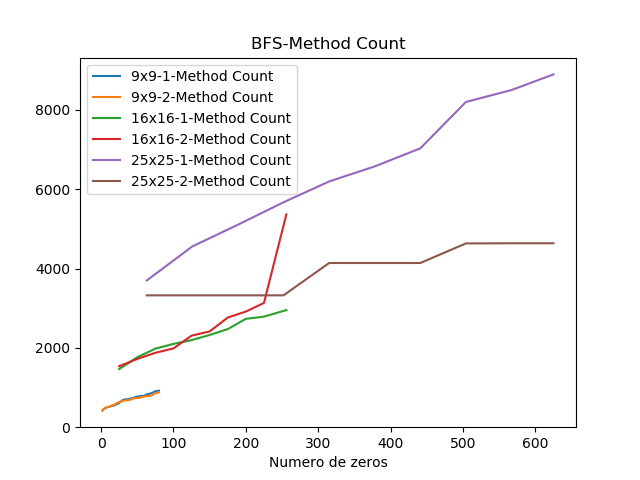 BFS-Method Count
9x9-1-Method Count
9x9-2-Method Count
16x16-1-Method Count
16x16-2-Method Count
25x25-1-Method Count
25x25-2-Method Count
8000
6000
4000
2000
0
0 100 200 300 400 500 600
Numero de zeros